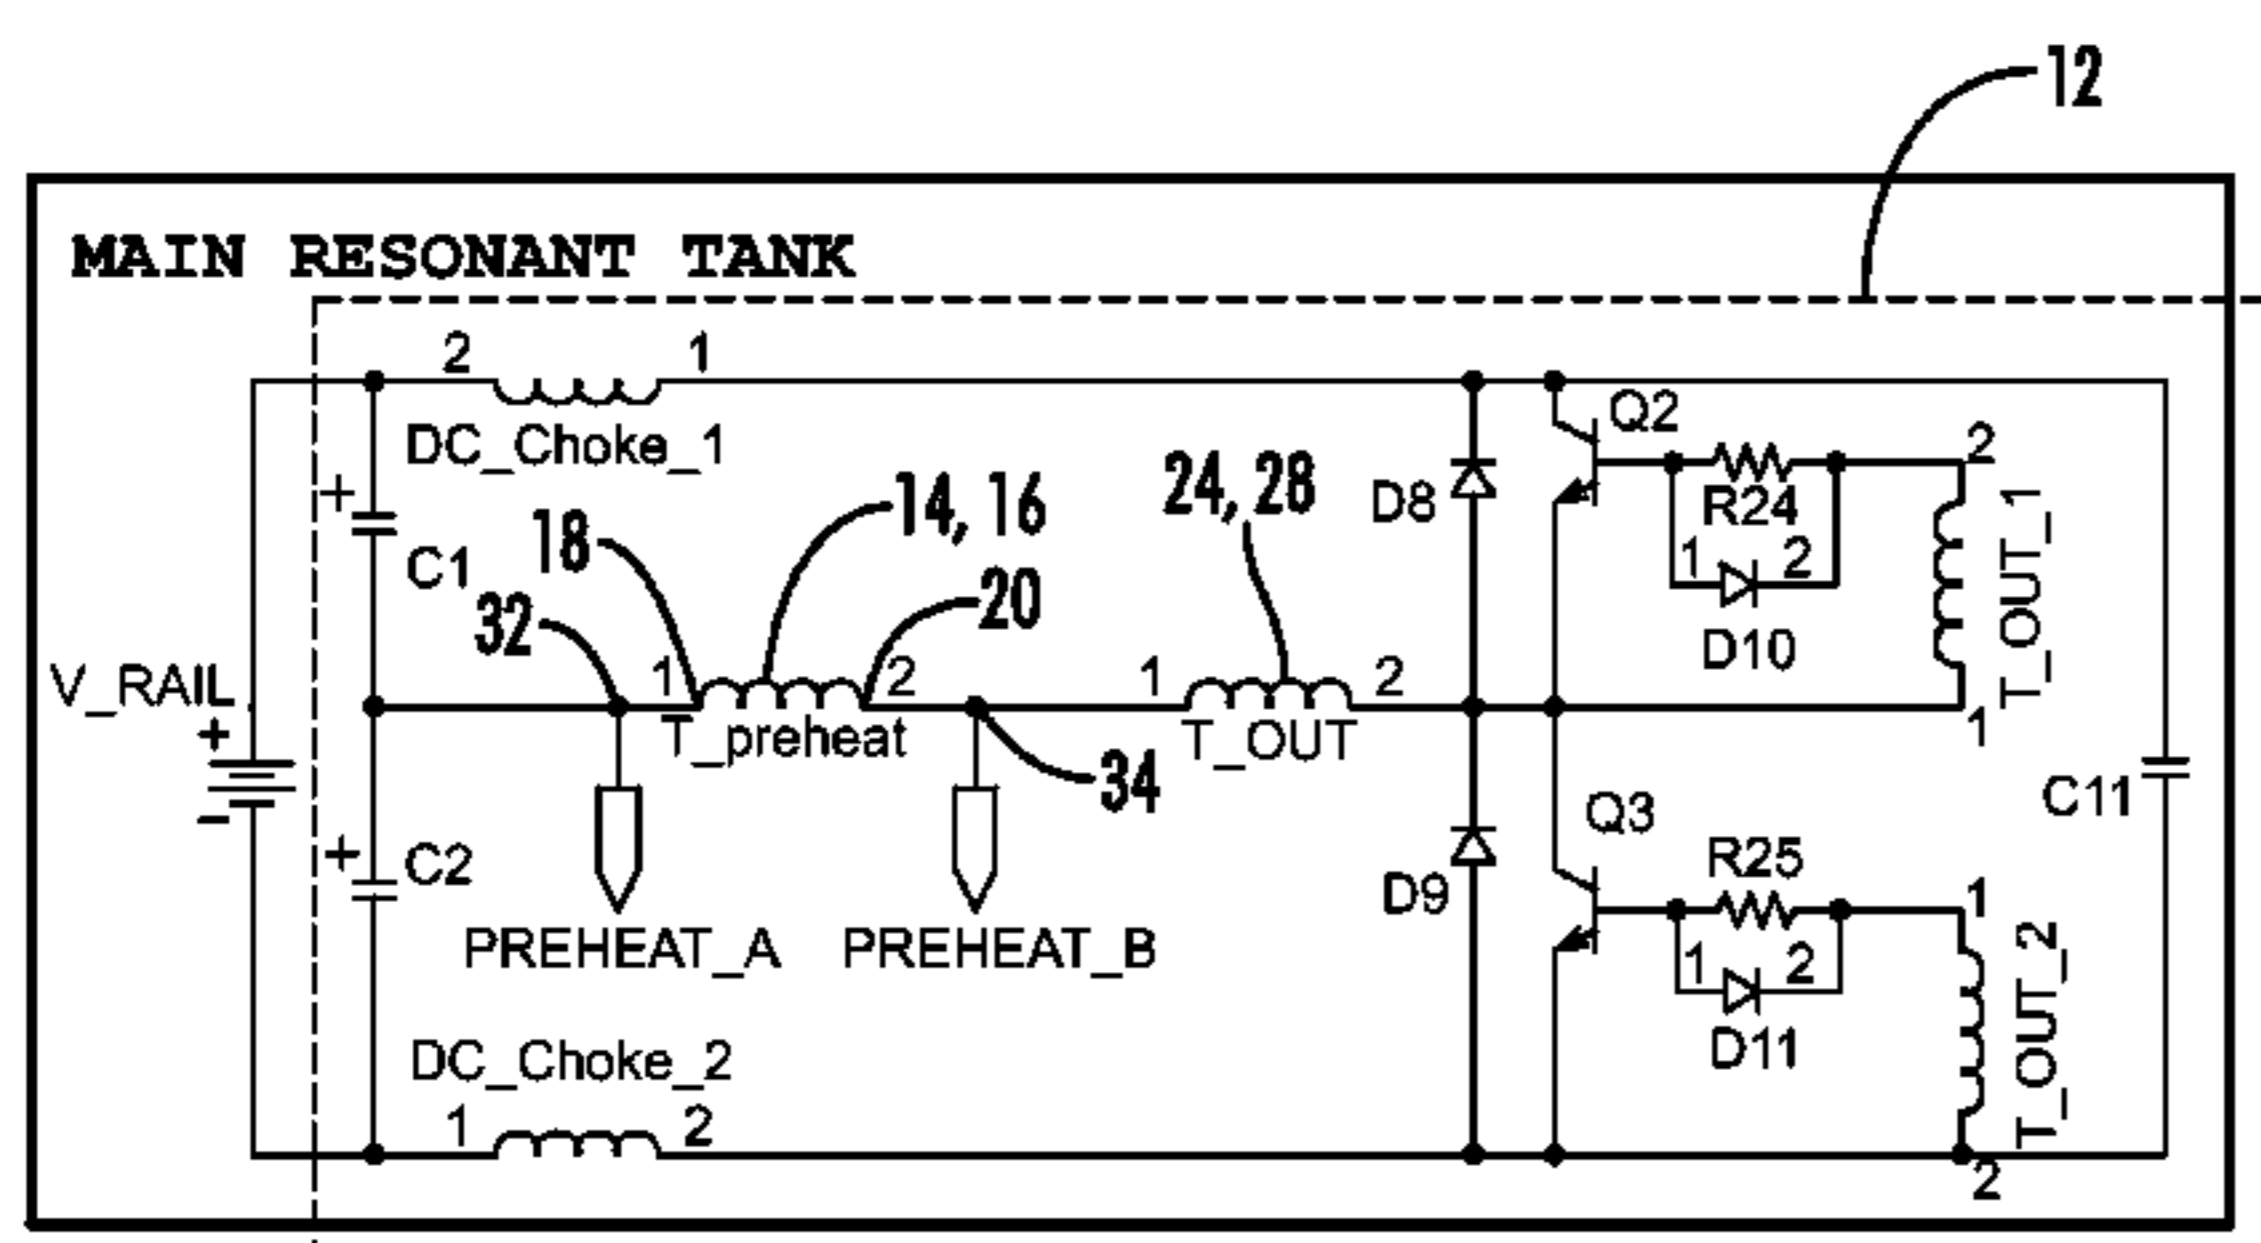 12
MAIN RESONANT TANK
2
1
DC_Choke_1
Q2
2
+
C1
18
14, 16
24, 28
D8
R24
1
2
D10
T_OUT_1
32
20
V_RAIL
+
-
1
2
T_preheat
1
2
T_OUT
1
34
C11
+
C2
PREHEAT_A
PREHEAT_B
Q3
R25
1
D9
1
2
D11
T_OUT_2
DC_Choke_2
1
2
2